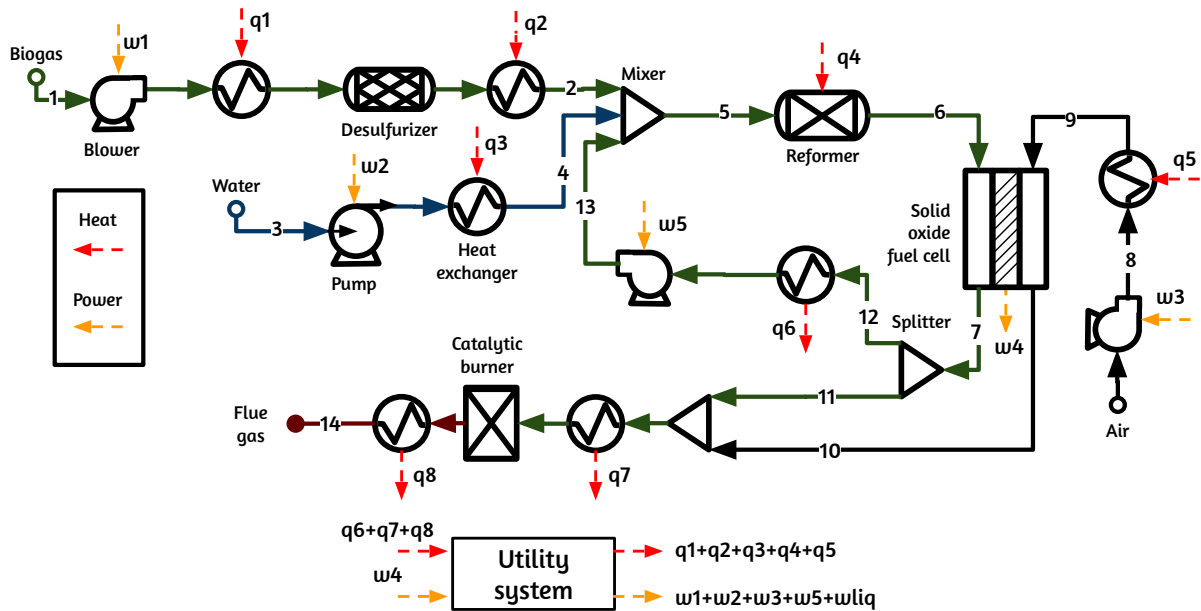 q1
q2
w1
Biogas
q4
Mixer
1
2
5
6
9
Desulfurizer
Blower
q3
Reformer
w2
4
q5
Water
13
3
Heat
w5
Solid
oxide
fuel cell
Heat
exchanger
8
Pump
Power
w3
12
Splitter
7
q6
w4
Catalytic
burner
11
Flue
gas
14
10
Air
q8
q7
q6+q7+q8
w4
Utility
system
q1+q2+q3+q4+q5
w1+w2+w3+w5+wliq